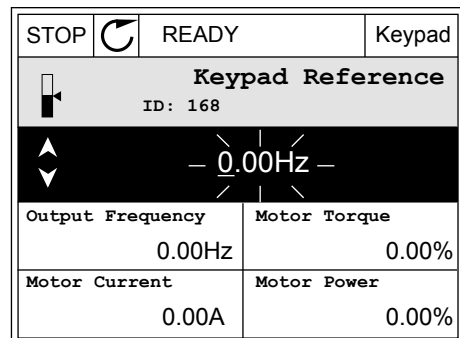 STOP READY Keypad
Keypad Reference
ID: 168
0.00Hz
Output Frequency Motor Torque
0.00Hz 0.00%
Motor Current Motor Power
0.00A 0.00%